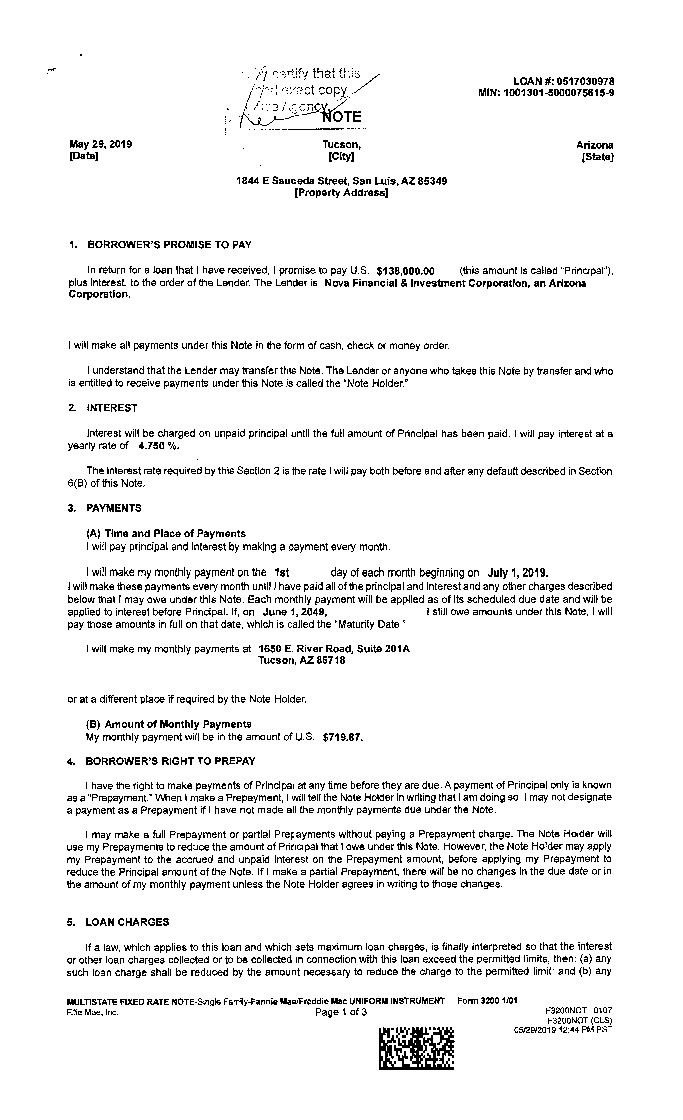 certify that this
exact copy
Agency
NOTE
LOAN #: 0517030978
MIN: 1001301-5000075615-9
May 29, 2019 Tucson, Arizona
[Date] [City] [State]
1844 E Sauceda Street, San Luis, AZ 85349
[Property Address]
1. BORROWER'S PROMISE TO PAY
In return for a loan that I have received, I promise to pay U.S. $138,000.00 (this amount is called "Principal"),
plus interest, to the order of the Lender. The Lender is Nova Financial & Investment Corporation, an Arizona
Corporation.
I will make all payments under this Note in the form of cash, check or money order.
I understand that the Lender may transfer this Note. The Lender or anyone who takes this Note by transfer and who
is entitled to receive payments under this Note is called the "Note Holder."
2. INTEREST
Interest will be charged on unpaid principal until the full amount of Principal has been paid. I will pay interest at a
yearly rate of 4.750 %.
The interest rate required by this Section 2 is the rate I will pay both before and after any default described in Section
6(B) of this Note.
3. PAYMENTS
(A) Time and Place of Payments
I will pay principal and interest by making a payment every month.
I will make my monthly payment on the 1st day of each month beginning on July 1, 2019.
I will make these payments every month until I have paid all of the principal and interest and any other charges described
below that I may owe under this Note. Each monthly payment will be applied as of its scheduled due date and will be
applied to interest before Principal. If, on June 1, 2049, I still owe amounts under this Note, I will
pay those amounts in full on that date, which is called the "Maturity Date."
I will make my monthly payments at 1650 E. River Road, Suite 201A
Tucson, AZ 85718
or at a different place if required by the Note Holder.
(B) Amount of Monthly Payments
My monthly payment will be in the amount of U.S. $719.87.
4. BORROWER'S RIGHT TO PREPAY
I have the right to make payments of Principal at any time before they are due. A payment of Principal only is known
as a "Prepayment." When I make a Prepayment, I will tell the Note Holder in writing that I am doing so. I may not designate
a payment as a Prepayment if I have not made all the monthly payments due under the Note.
I may make a full Prepayment or partial Prepayments without paying a Prepayment charge. The Note Holder will
use my Prepayments to reduce the amount of Principal that I owe under this Note. However, the Note Holder may apply
my Prepayment to the accrued and unpaid interest on the Prepayment amount, before applying my Prepayment to
reduce the Principal amount of the Note. If I make a partial Prepayment, there will be no changes in the due date or in
the amount of my monthly payment unless the Note Holder agrees in writing to those changes.
5. LOAN CHARGES
If a law, which applies to this loan and which sets maximum loan charges, is finally interpreted so that the interest
or other loan charges collected or to be collected in connection with this loan exceed the permitted limits, then: (a) any
such loan charge shall be reduced by the amount necessary to reduce the charge to the permitted limit; and (b) any
MULTISTATE FIXED RATE NOTE-Single Family-Fannie Mae/Freddie Mac UNIFORM INSTRUMENT Form 3200 1/01
Ellie Mae, Inc. Page 1 of 3 F3200NOT 0107
F3200NOT (CLS)
05/29/2019 12:44 PM PST